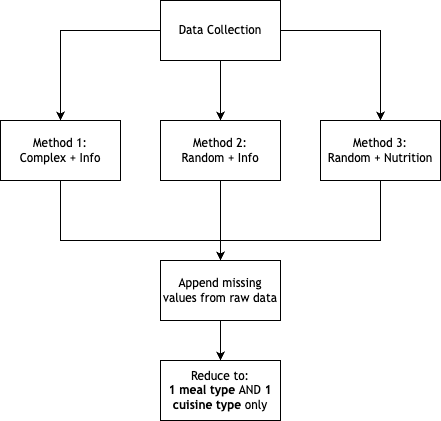 Data Collection
Method 1:
Complex + Info
Method 2:
Random + Info
Method 3:
Random + Nutrition
Append missing
values from raw data
Reduce to:
1 meal type AND 1
cuisine type only